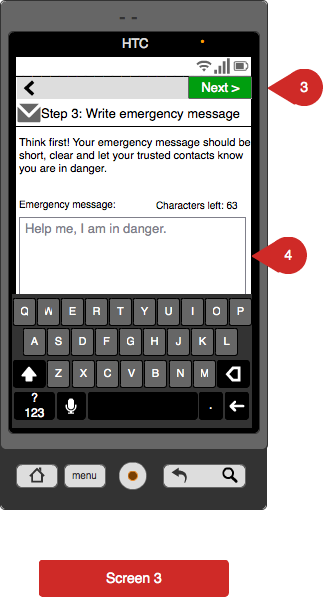 HTC
Next >
3
Step 3: Write emergency message
Think first! Your emergency message should be
short, clear and let your trusted contacts know
you are in danger.
Emergency message: Characters left: 63
Help me, I am in danger.
4
Q W E R T Y U I O P
A S D F G H J K L
Z X C V B N M
?
123 .
menu
Screen 3